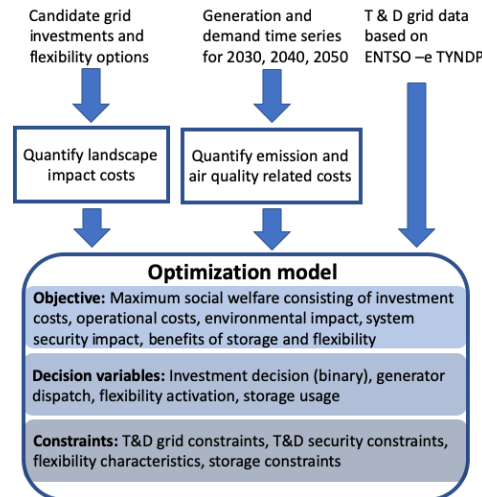 Candidate grid
investments and
flexibility options
Generation and
demand time series
for 2030, 2040, 2050
T & D grid data
based on
ENTSO –e TYNDP
Quantify landscape
impact costs
Quantify emission and
air quality related costs
Optimization model
Objective: Maximum social welfare consisting of investment
costs, operational costs, environmental impact, system
security impact, benefits of storage and flexibility
Decision variables: Investment decision (binary), generator
dispatch, flexibility activation, storage usage
Constraints: T&D grid constraints, T&D security constraints,
flexibility characteristics, storage constraints